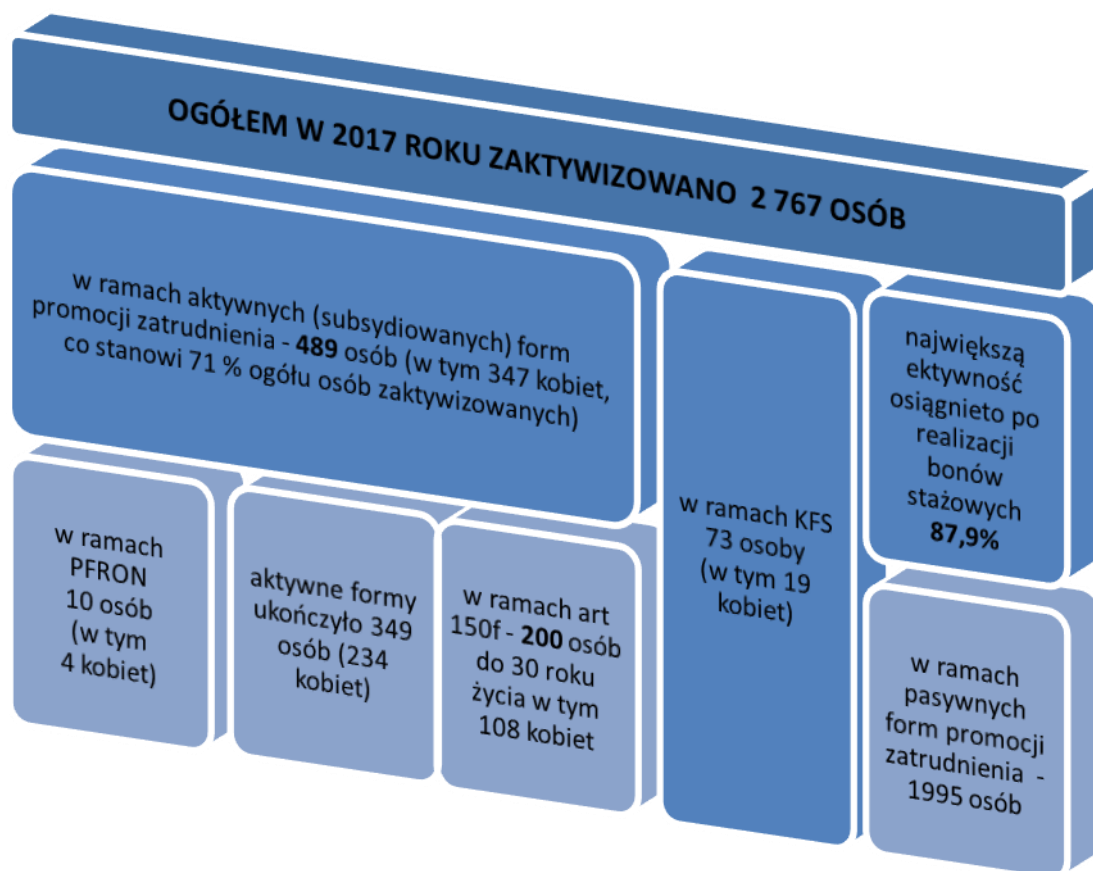 OGÓŁEM W 2017 ROKU ZAKTYWIZOWANO 2 767 OSÓB
w ramach aktywnych (subsydiowanych) form
promocji zatrudnienia - 489 osób (w tym 347 kobiet,
co stanowi 71 % ogółu osób zaktywizowanych)
w ramach
PFRON
10 osób
(w tym
4 kobiet)
aktywne formy
ukończyło 349
osób (234
kobiet)
w ramach art
150f - 200 osób
do 30 roku
życia w tym
108 kobiet
w ramach KFS
73 osoby
(w tym 19
kobiet)
największą
ektywność
osiągnieto po
realizacji
bonów
stażowych
87,9%
w ramach
pasywnych
form promocji
zatrudnienia -
1995 osób